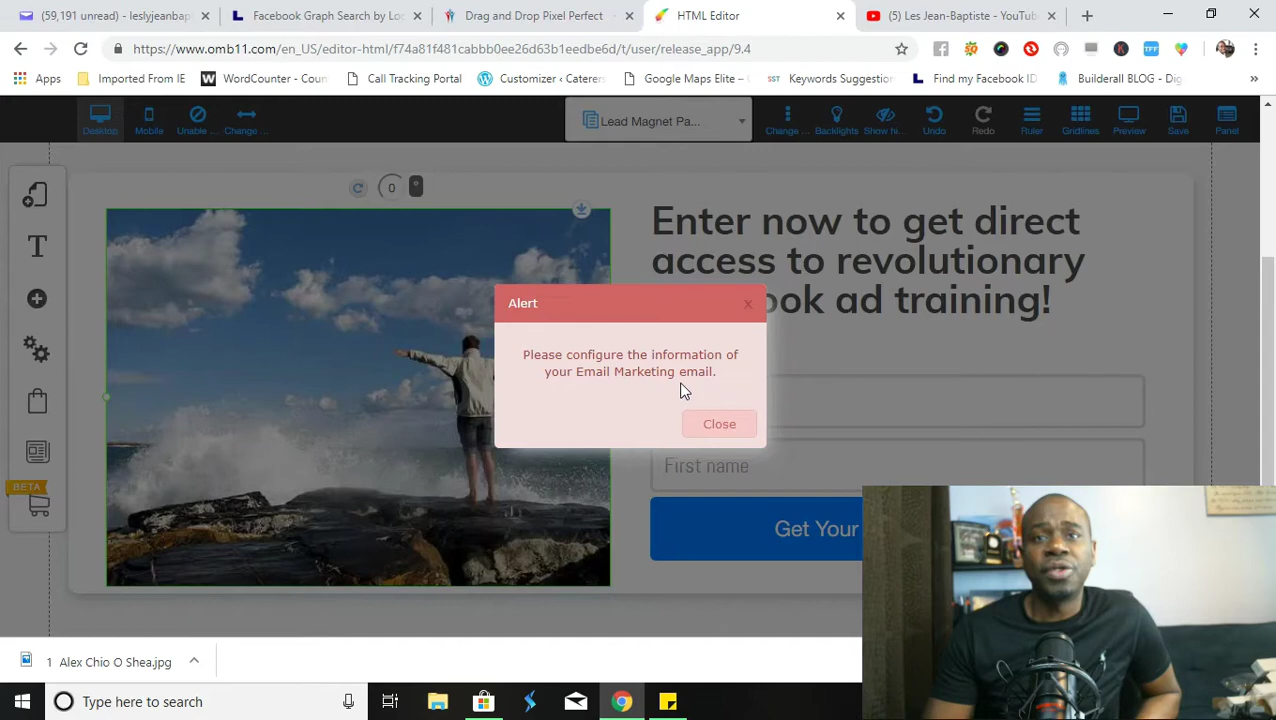 (59,191 unread) - leslyjeanbap
Facebook Graph Search by Lo
Drag and Drop Pixel Perfect
HTML Editor
(5) Les Jean-Baptiste - YouTube
https://www.omb11.com/en_US/editor-html/f74a81f481cabbb0ee26d63b1eedbe6d/t/user/release_app/9.4
Apps
Imported From IE
WordCounter - Coun
Call Tracking Portal
Customizer ‹ Caterers
Google Maps Elite –
SST
Keywords Suggestion
Find my Facebook ID
Builderall BLOG - Dig
TFF
Desktop
Mobile
Unable ...
Change ...
Lead Magnet Pa...
Change ...
Backlights
Show hi...
Undo
Redo
Ruler
Gridlines
Preview
Save
Panel
0
Enter now to get direct
access to revolutionary
ook ad training!
Alert
x
Please configure the information of
your Email Marketing email.
Close
First name
Get Your
BETA
1 Alex Chio O Shea.jpg
Type here to search